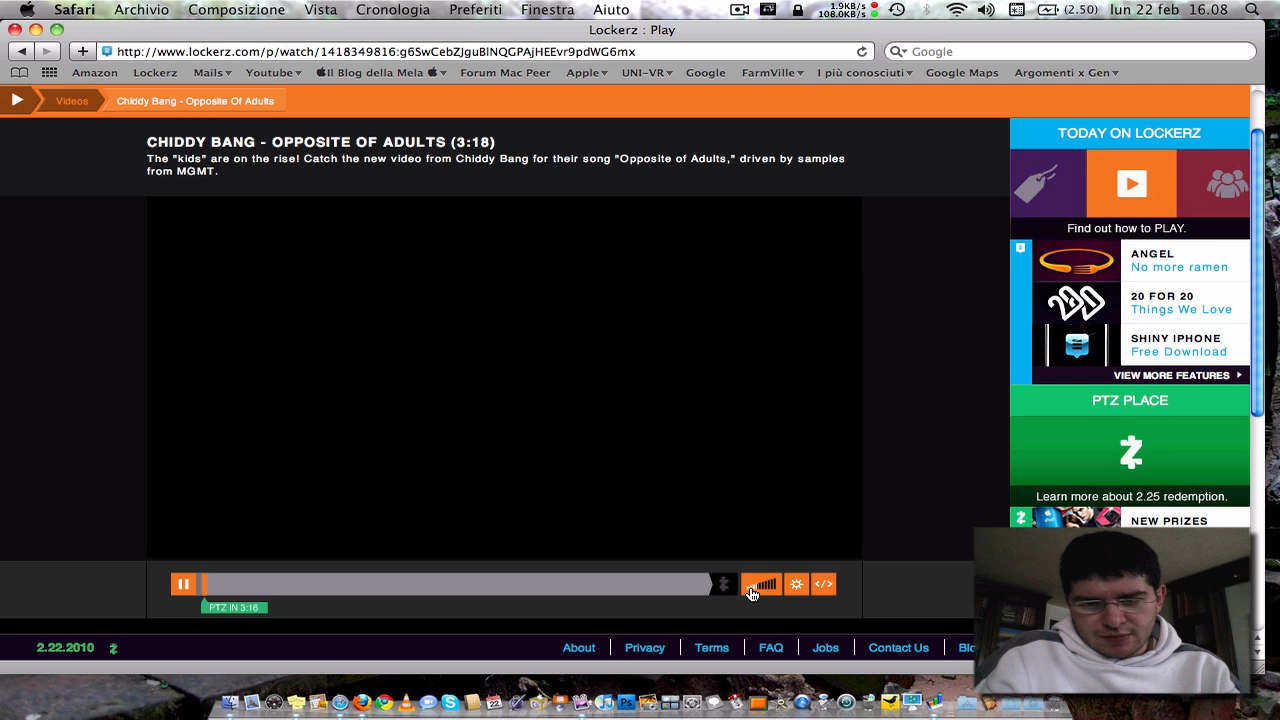 Safari Archivio Composizione Vista Cronologia Preferiti Finestra Aiuto 1.9KB/s 108.0KB/s (2.50) lun 22 feb 16.08
Lockerz : Play
http://www.lockerz.com/p/watch/1418349816:g6SwCebZJguBlNQGPAjHEEvr9pdWG6mx Google
Amazon Lockerz Mails Youtube Il Blog della Mela Forum Mac Peer Apple UNI-VR Google FarmVille I più conosciuti Google Maps Argomenti x Gen
Videos Chiddy Bang - Opposite Of Adults
CHIDDY BANG - OPPOSITE OF ADULTS (3:18)
The "kids" are on the rise! Catch the new video from Chiddy Bang for their song "Opposite of Adults," driven by samples
from MGMT.
PTZ IN 3:16
TODAY ON LOCKERZ
Find out how to PLAY.
ANGEL
No more ramen
20 FOR 20
Things We Love
SHINY IPHONE
Free Download
VIEW MORE FEATURES
PTZ PLACE
Learn more about 2.25 redemption.
NEW PRIZES
2.22.2010 About Privacy Terms FAQ Jobs Contact Us Blo